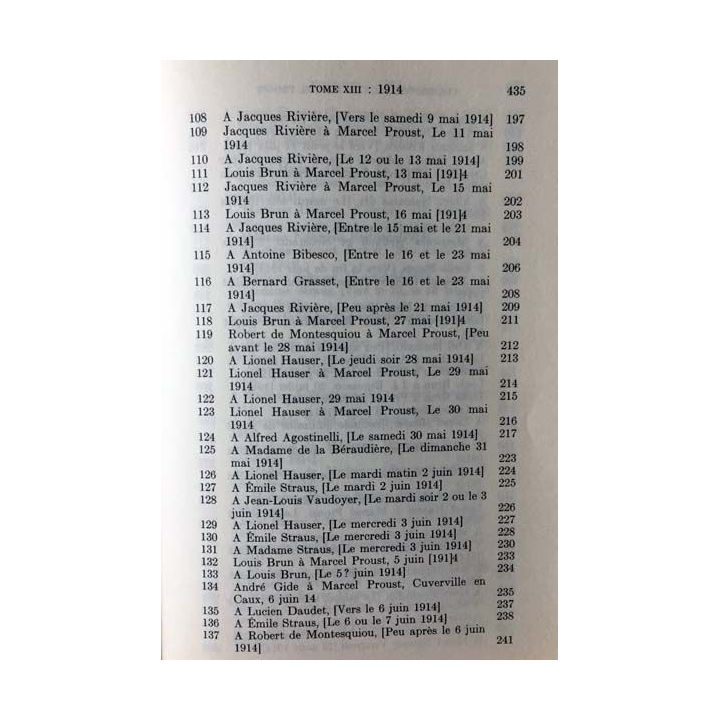 TOME XIII : 1914 435
108 A Jacques Rivière, [Vers le samedi 9 mai 1914] 197
109 Jacques Rivière à Marcel Proust, Le 11 mai
1914 198
110 A Jacques Rivière, [Le 12 ou le 13 mai 1914] 199
111 Louis Brun à Marcel Proust, 13 mai [191]4 201
112 Jacques Rivière à Marcel Proust, Le 15 mai
1914 202
113 Louis Brun à Marcel Proust, 16 mai [191]4 203
114 A Jacques Rivière, [Entre le 15 mai et le 21 mai
1914] 204
115 A Antoine Bibesco, [Entre le 16 et le 23 mai
1914] 206
116 A Bernard Grasset, [Entre le 16 et le 23 mai
1914] 208
117 A Jacques Rivière, [Peu après le 21 mai 1914] 209
118 Louis Brun à Marcel Proust, 27 mai [191]4 211
119 Robert de Montesquiou à Marcel Proust, [Peu
avant le 28 mai 1914] 212
120 A Lionel Hauser, [Le jeudi soir 28 mai 1914] 213
121 Lionel Hauser à Marcel Proust, Le 29 mai
1914 214
122 A Lionel Hauser, 29 mai 1914 215
123 Lionel Hauser à Marcel Proust, Le 30 mai
1914 216
124 A Alfred Agostinelli, [Le samedi 30 mai 1914] 217
125 A Madame de la Béraudière, [Le dimanche 31
mai 1914] 223
126 A Lionel Hauser, [Le mardi matin 2 juin 1914] 224
127 A Émile Straus, [Le mardi 2 juin 1914] 225
128 A Jean-Louis Vaudoyer, [Le mardi soir 2 ou le 3
juin 1914] 226
129 A Lionel Hauser, [Le mercredi 3 juin 1914] 227
130 A Émile Straus, [Le mercredi 3 juin 1914] 228
131 A Madame Straus, [Le mercredi 3 juin 1914] 230
132 Louis Brun à Marcel Proust, 5 juin [191]4 233
133 A Louis Brun, [Le 5? juin 1914] 234
134 André Gide à Marcel Proust, Cuverville en
Caux, 6 juin 14 235
135 A Lucien Daudet, [Vers le 6 juin 1914] 237
136 A Émile Straus, [Le 6 ou le 7 juin 1914] 238
137 A Robert de Montesquiou, [Peu après le 6 juin
1914] 241